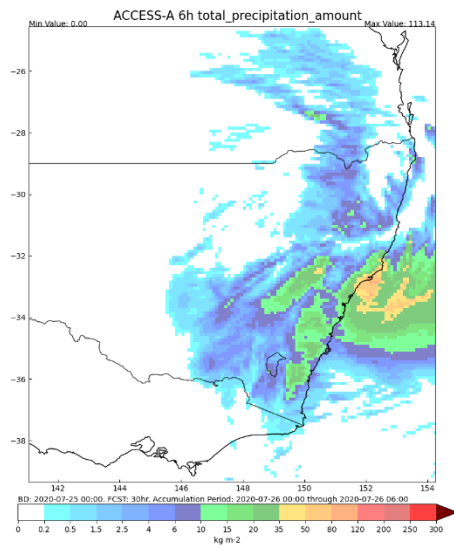 ACCESS-A 6h total_precipitation_amount
Min Value: 0.00 Max Value: 113.14
−26
−28
−30
−32
−34
−36
−38
142 144 146 148 150 152 154
BD: 2020-07-25 00:00. FCST: 30hr. Accumulation Period: 2020-07-26 00:00 through 2020-07-26 06:00
0 0.2 0.5 1.5 2.5 4 6 10 15 20 35 50 80 120 200 250 300
kg m-2